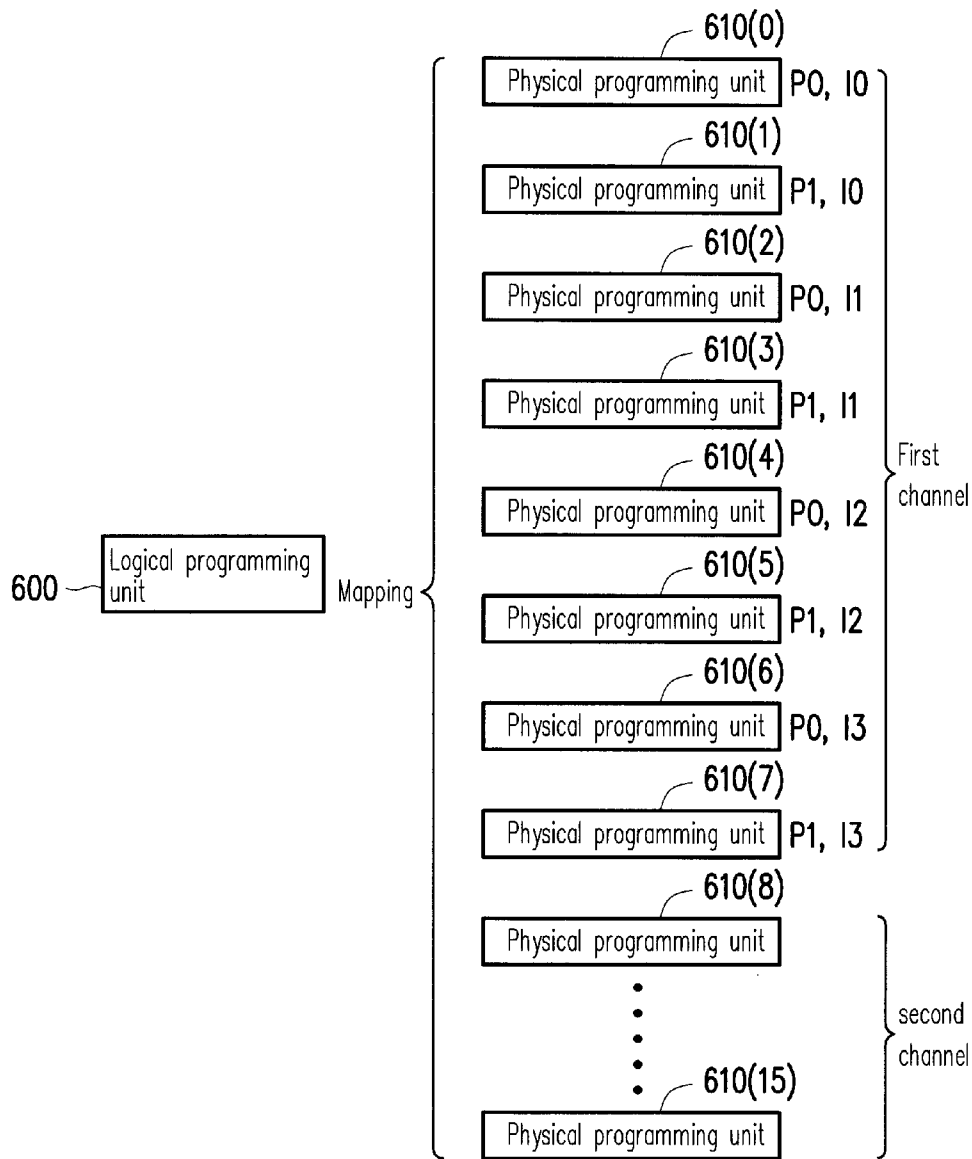 610(0)
Physical programming unit P0, I0
610(1)
Physical programming unit P1, I0
610(2)
Physical programming unit P0, I1
610(3)
Physical programming unit P1, I1
610(4)
Physical programming unit P0, I2
610(5)
Physical programming unit P1, I2
610(6)
Physical programming unit P0, I3
610(7)
Physical programming unit P1, I3
First
channel
600
Logical programming
unit
Mapping
610(8)
Physical programming unit
610(15)
Physical programming unit
second
channel